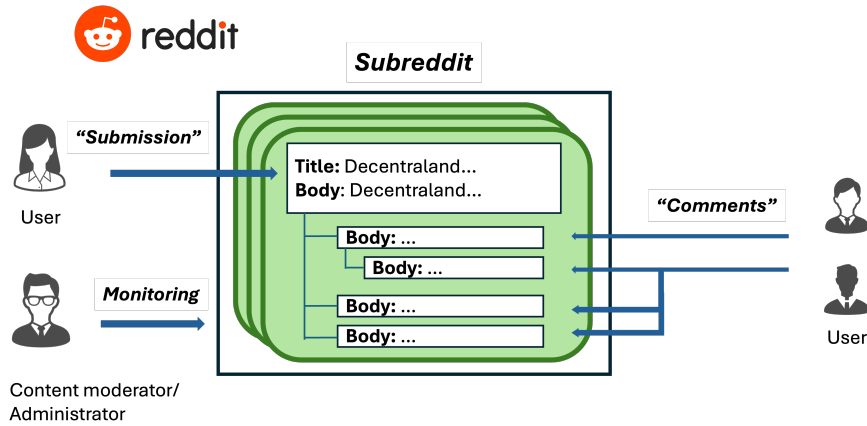 reddit
Subreddit
“Submission”
User
Title: Decentraland...
Body: Decentraland...
Body: ...
Body: ...
Body: ...
Body: ...
“Comments”
User
Monitoring
Content moderator/
Administrator